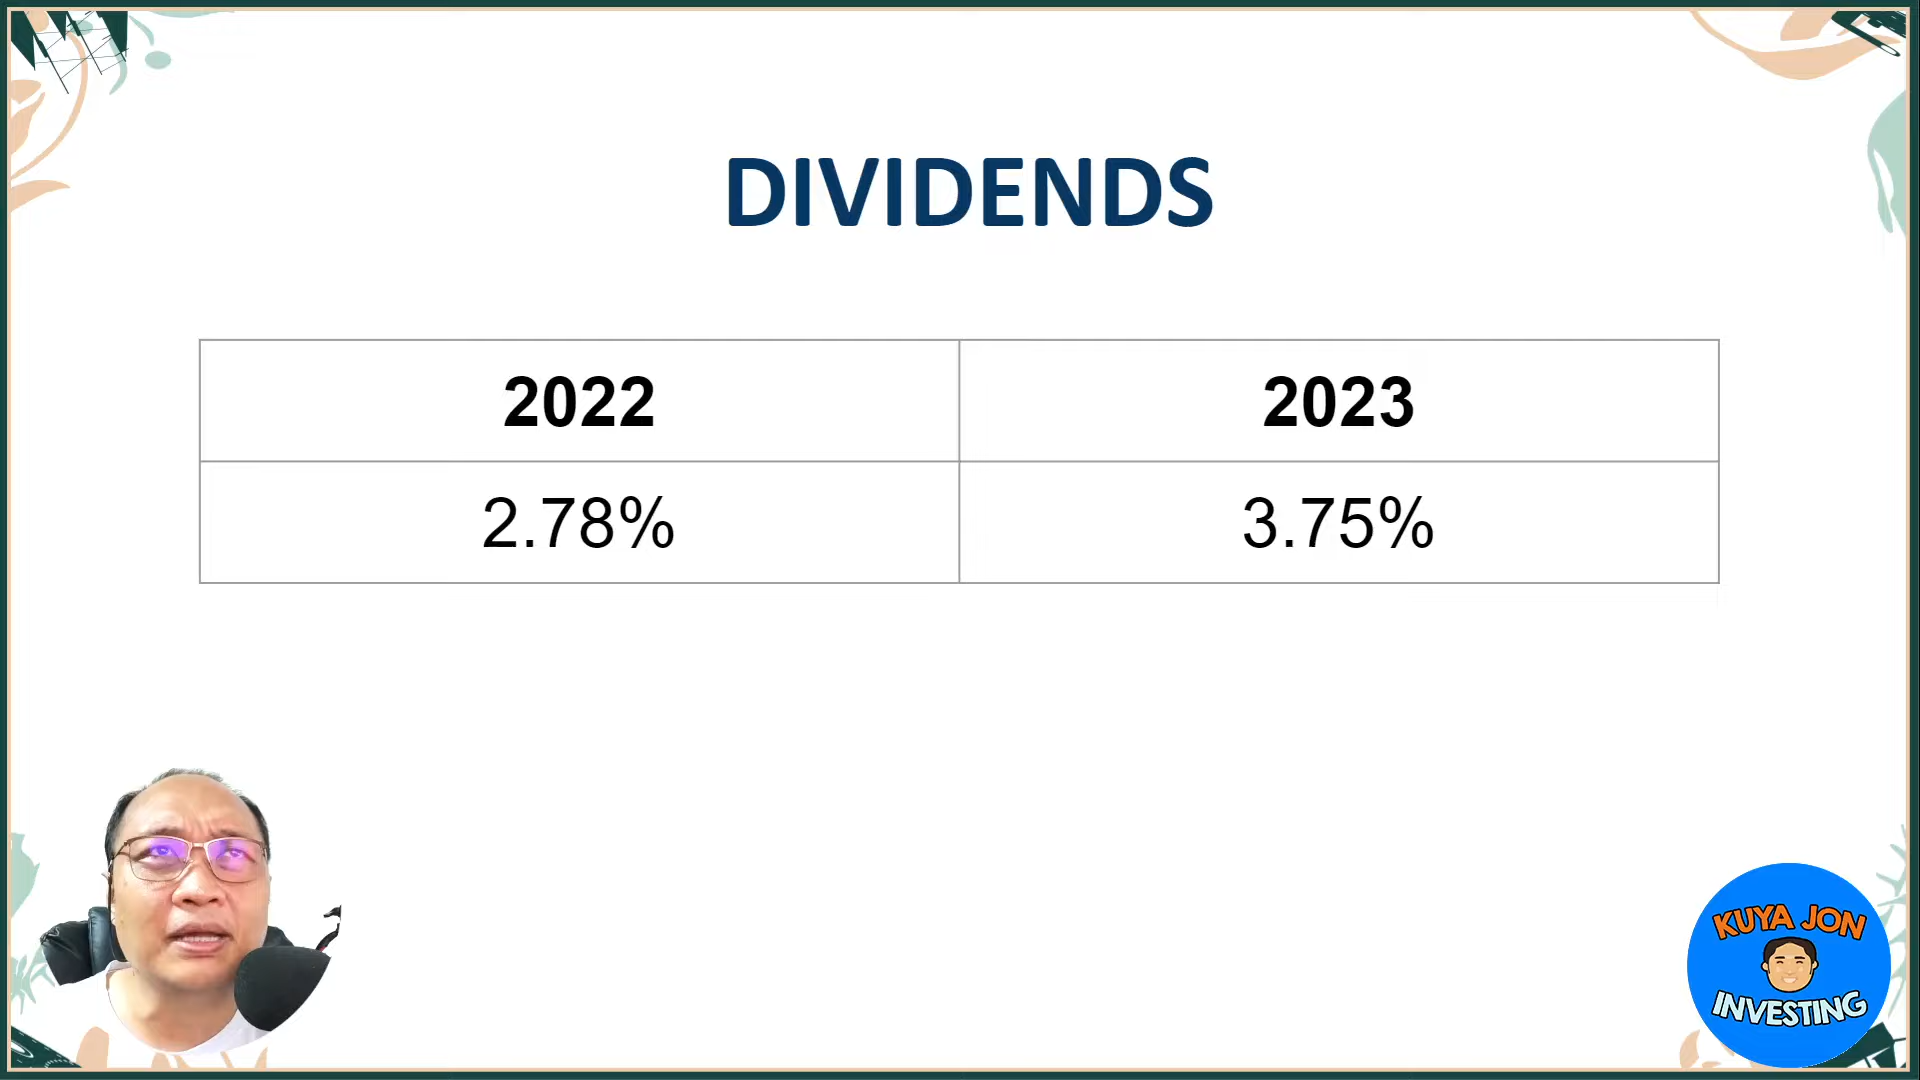 DIVIDENDS
2022 2023
2.78% 3.75%
KUYA JON
INVESTING